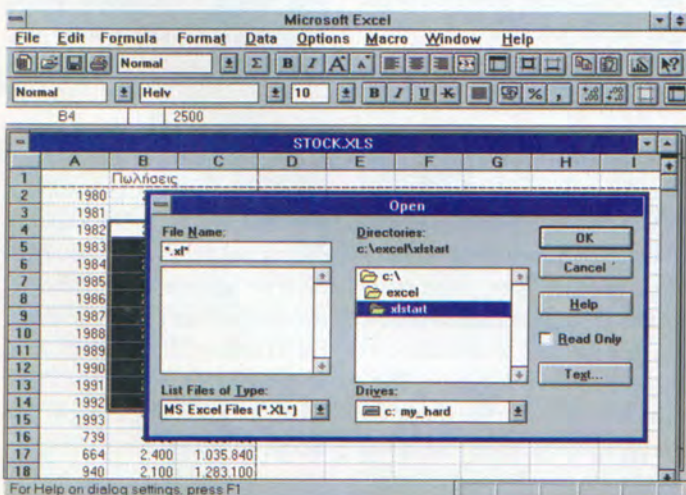 Microsoft Excel
File Edit Formula Format Data Options Macro Window Help
Normal Σ B I A A
Normal Helv 10 B I U K % ,
B4 2500
STOCK.XLS
A B C D E F G H I
1 Πωλήσεις
2 1980
3 1981
4 1982
5 1983
6 1984
7 1985
8 1986
9 1987
10 1988
11 1989
12 1990
13 1991
14 1992
15 1993
16 739
17 664 2.400 1.035.840
18 940 2.100 1.283.100
Open
File Name:
*.xl*
Directories:
c:\excel\xlstart
c:\
excel
xlstart
List Files of Type:
MS Excel Files (*.XL*)
Drives:
c: my_hard
OK
Cancel
Help
Read Only
Text...
For Help on dialog settings, press F1